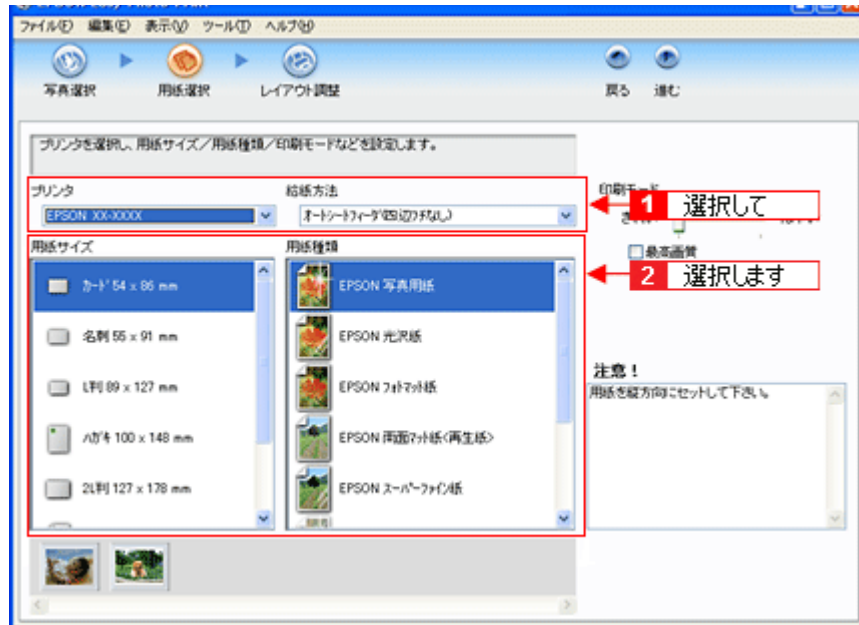 ファイル(F) 編集(E) 表示(V) ツール(T) ヘルプ(H)
写真選択 用紙選択 レイアウト調整 戻る 進む
プリンタを選択し、用紙サイズ／用紙種類／印刷モードなどを設定します。
プリンタ 給紙方法 印刷モード
EPSON XX-XXXX オートシートフィーダ(四辺フチなし)
1 選択して
用紙サイズ 用紙種類
最高画質
2 選択します
カード 54 x 86 mm EPSON 写真用紙
名刺 55 x 91 mm EPSON 光沢紙
L判 89 x 127 mm EPSON フォトマット紙
注意！
用紙を縦方向にセットして下さい。
ハガキ 100 x 148 mm EPSON 両面マット紙<再生紙>
2L判 127 x 178 mm EPSON スーパーファイン紙